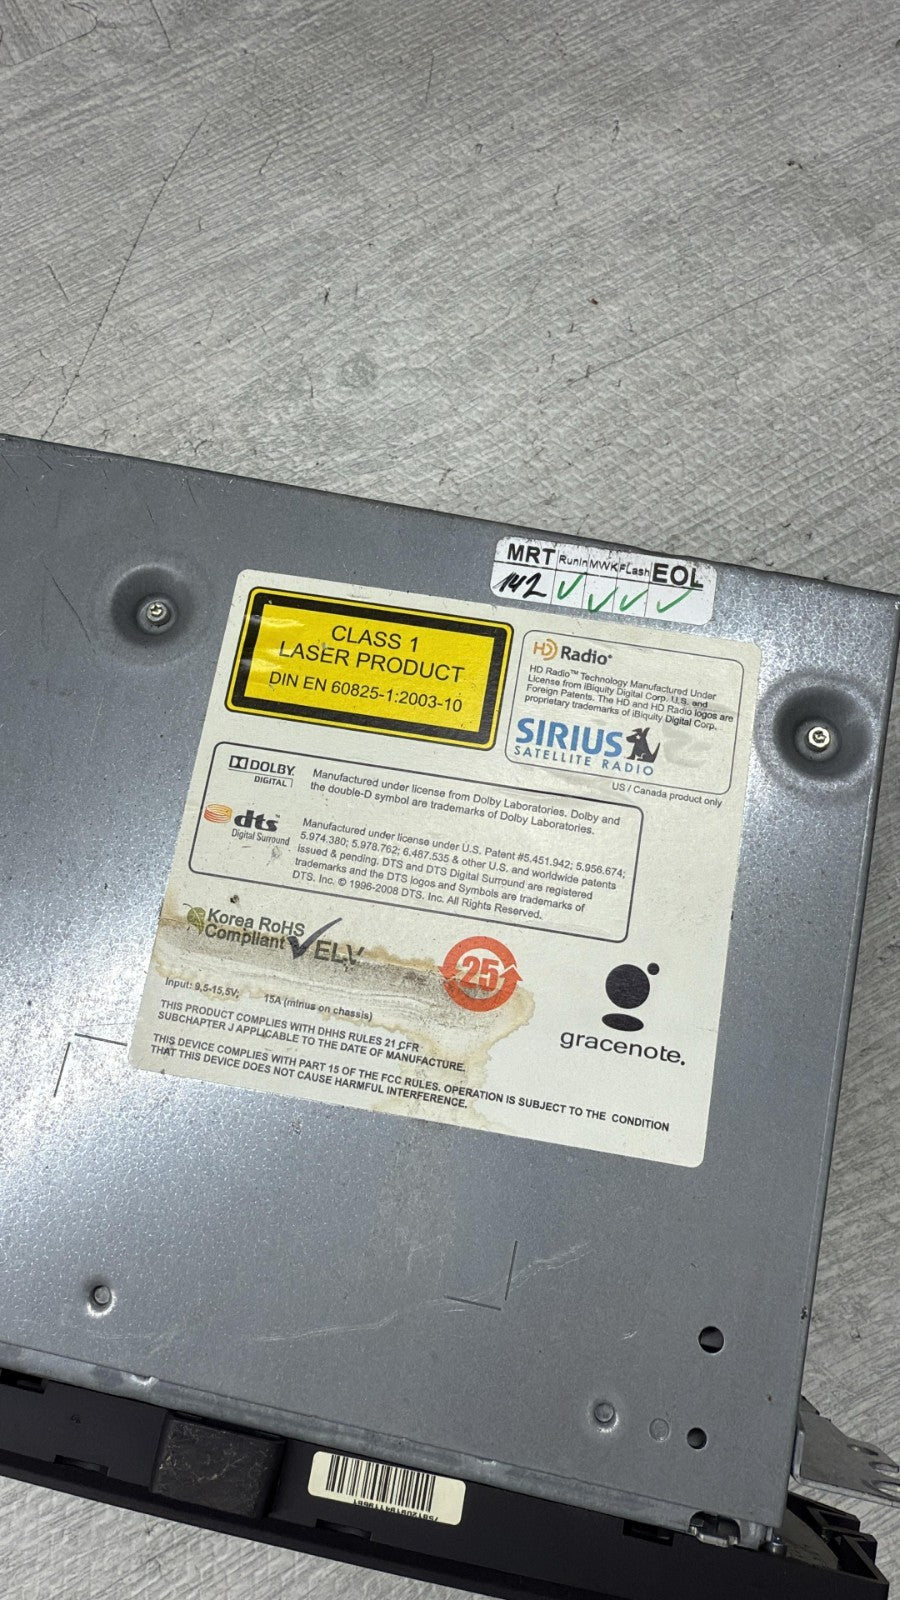 MRT RunIn MWK FLash EOL
142
CLASS 1
LASER PRODUCT
DIN EN 60825-1:2003-10
HD Radio
HD Radio™ Technology Manufactured Under
License from iBiquity Digital Corp. U.S. and
Foreign Patents. The HD and HD Radio logos are
proprietary trademarks of iBiquity Digital Corp.
SIRIUS
SATELLITE RADIO
US / Canada product only
DOLBY
DIGITAL
Manufactured under license from Dolby Laboratories. Dolby and
the double-D symbol are trademarks of Dolby Laboratories.
dts
Digital Surround
Manufactured under license under U.S. Patent #5.451.942; 5.956.674;
5.974.380; 5.978.762; 6.487.535 & other U.S. and worldwide patents
issued & pending. DTS and DTS Digital Surround are registered
trademarks and the DTS logos and Symbols are trademarks of
DTS. Inc. © 1996-2008 DTS. Inc. All Rights Reserved.
Korea RoHS
Compliant
ELV
25
gracenote.
Input: 9,5-15,5V; 15A (minus on chassis)
THIS PRODUCT COMPLIES WITH DHHS RULES 21 CFR
SUBCHAPTER J APPLICABLE TO THE DATE OF MANUFACTURE.
THIS DEVICE COMPLIES WITH PART 15 OF THE FCC RULES. OPERATION IS SUBJECT TO THE CONDITION
THAT THIS DEVICE DOES NOT CAUSE HARMFUL INTERFERENCE.